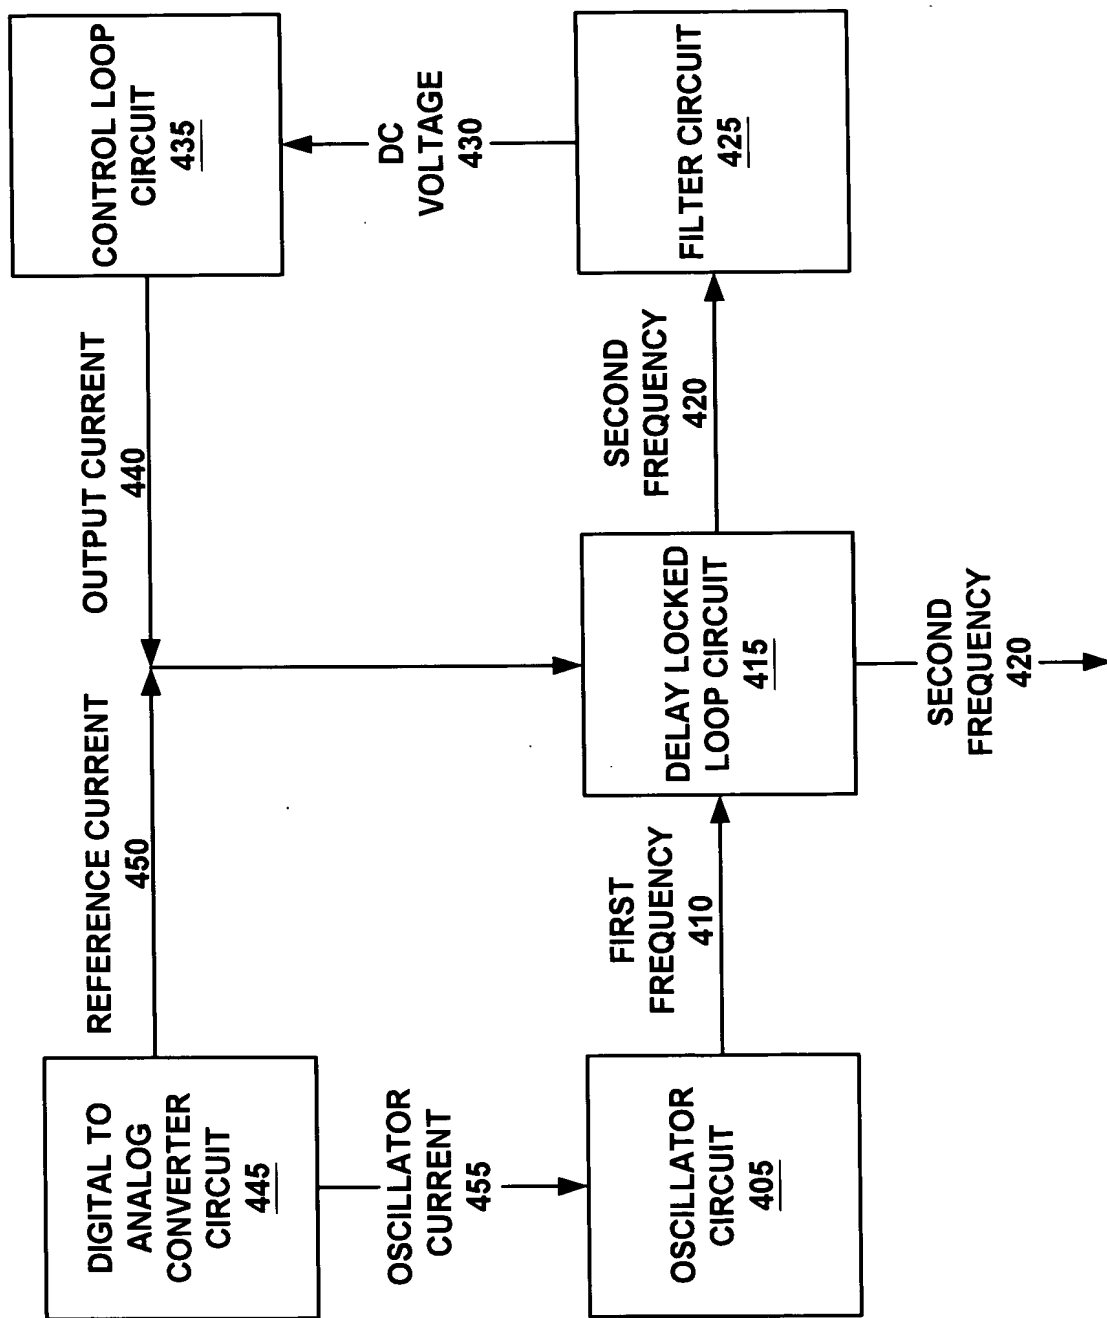 DIGITAL TO
ANALOG
CONVERTER
CIRCUIT
445
REFERENCE CURRENT
450
OUTPUT CURRENT
440
CONTROL LOOP
CIRCUIT
435
OSCILLATOR
CURRENT
455
DC
VOLTAGE
430
OSCILLATOR
CIRCUIT
405
FIRST
FREQUENCY
410
DELAY LOCKED
LOOP CIRCUIT
415
SECOND
FREQUENCY
420
FILTER CIRCUIT
425
SECOND
FREQUENCY
420